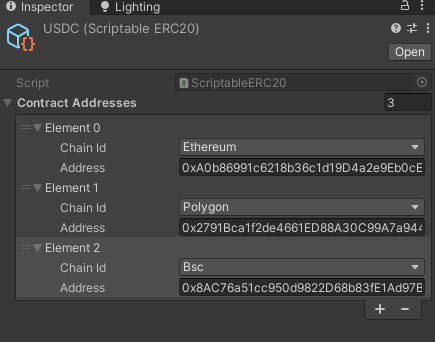 Inspector Lighting
USDC (Scriptable ERC20)
Open
Script ScriptableERC20
Contract Addresses 3
Element 0
Chain Id Ethereum
Address 0xA0b86991c6218b36c1d19D4a2e9Eb0cE
Element 1
Chain Id Polygon
Address 0x2791Bca1f2de4661ED88A30C99A7a944
Element 2
Chain Id Bsc
Address 0x8AC76a51cc950d9822D68b83fE1Ad97B